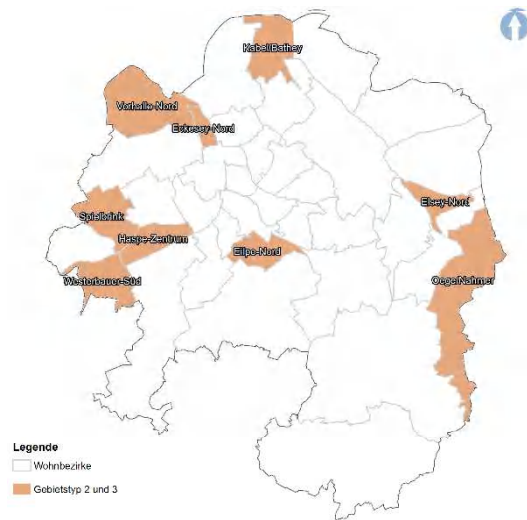 Kabel/Bathey
Vorhalle-Nord
Eckesey-Nord
Elsey-Nord
Spielbrink
Haspe-Zentrum
Eilpe-Nord
Westerbauer-Süd
Oege/Nahmer
Legende
Wohnbezirke
Gebietstyp 2 und 3